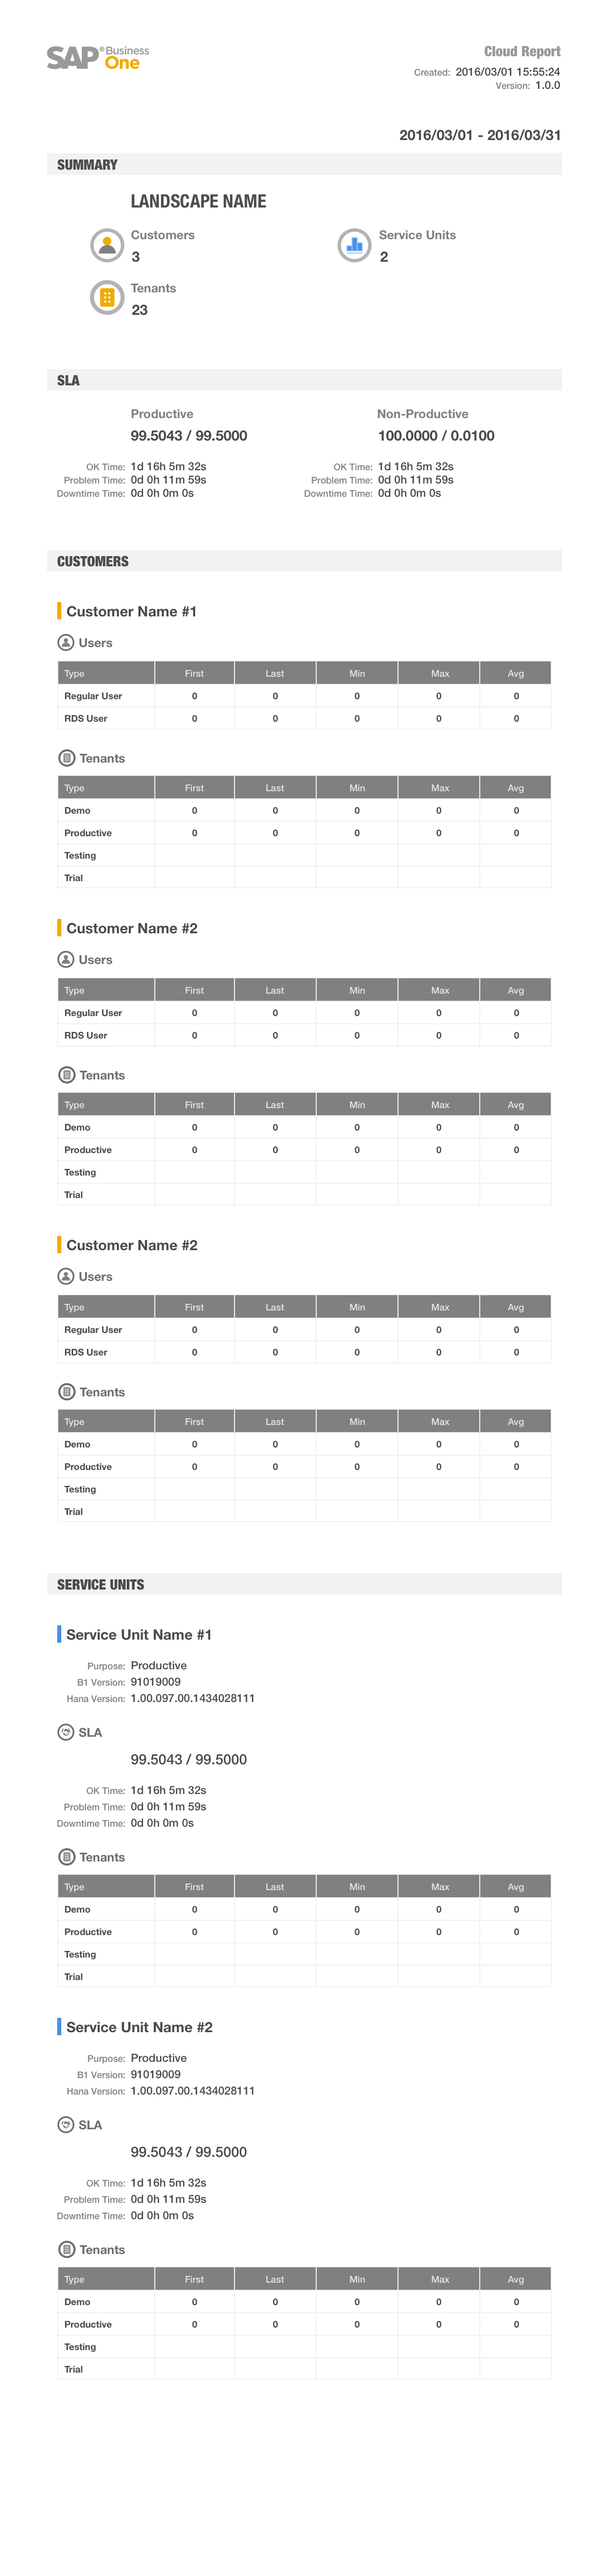 SAP® Business One
Cloud Report
Created: 2016/03/01 15:55:24
Version: 1.0.0
2016/03/01 - 2016/03/31
SUMMARY
LANDSCAPE NAME
Customers
3
Service Units
2
Tenants
23
SLA
Productive
99.5043 / 99.5000
OK Time: 1d 16h 5m 32s
Problem Time: 0d 0h 11m 59s
Downtime Time: 0d 0h 0m 0s
Non-Productive
100.0000 / 0.0100
OK Time: 1d 16h 5m 32s
Problem Time: 0d 0h 11m 59s
Downtime Time: 0d 0h 0m 0s
CUSTOMERS
Customer Name #1
Users
Type First Last Min Max Avg
Regular User 0 0 0 0 0
RDS User 0 0 0 0 0
Tenants
Type First Last Min Max Avg
Demo 0 0 0 0 0
Productive 0 0 0 0 0
Testing
Trial
Customer Name #2
Users
Type First Last Min Max Avg
Regular User 0 0 0 0 0
RDS User 0 0 0 0 0
Tenants
Type First Last Min Max Avg
Demo 0 0 0 0 0
Productive 0 0 0 0 0
Testing
Trial
Customer Name #2
Users
Type First Last Min Max Avg
Regular User 0 0 0 0 0
RDS User 0 0 0 0 0
Tenants
Type First Last Min Max Avg
Demo 0 0 0 0 0
Productive 0 0 0 0 0
Testing
Trial
SERVICE UNITS
Service Unit Name #1
Purpose: Productive
B1 Version: 91019009
Hana Version: 1.00.097.00.1434028111
SLA
99.5043 / 99.5000
OK Time: 1d 16h 5m 32s
Problem Time: 0d 0h 11m 59s
Downtime Time: 0d 0h 0m 0s
Tenants
Type First Last Min Max Avg
Demo 0 0 0 0 0
Productive 0 0 0 0 0
Testing
Trial
Service Unit Name #2
Purpose: Productive
B1 Version: 91019009
Hana Version: 1.00.097.00.1434028111
SLA
99.5043 / 99.5000
OK Time: 1d 16h 5m 32s
Problem Time: 0d 0h 11m 59s
Downtime Time: 0d 0h 0m 0s
Tenants
Type First Last Min Max Avg
Demo 0 0 0 0 0
Productive 0 0 0 0 0
Testing
Trial